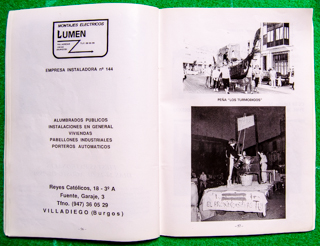 MONTAJES ELECTRICOS
LUMEN
EMPRESA INSTALADORA nº 144
ALUMBRADOS PUBLICOS
INSTALACIONES EN GENERAL
VIVIENDAS
PABELLONES INDUSTRIALES
PORTEROS AUTOMATICOS
Reyes Católicos, 18 - 3º A
Fuente, Garaje, 3
Tfno. (947) 36 05 29
VILLADIEGO (Burgos)
PEÑA "LOS TURMODIGOS"